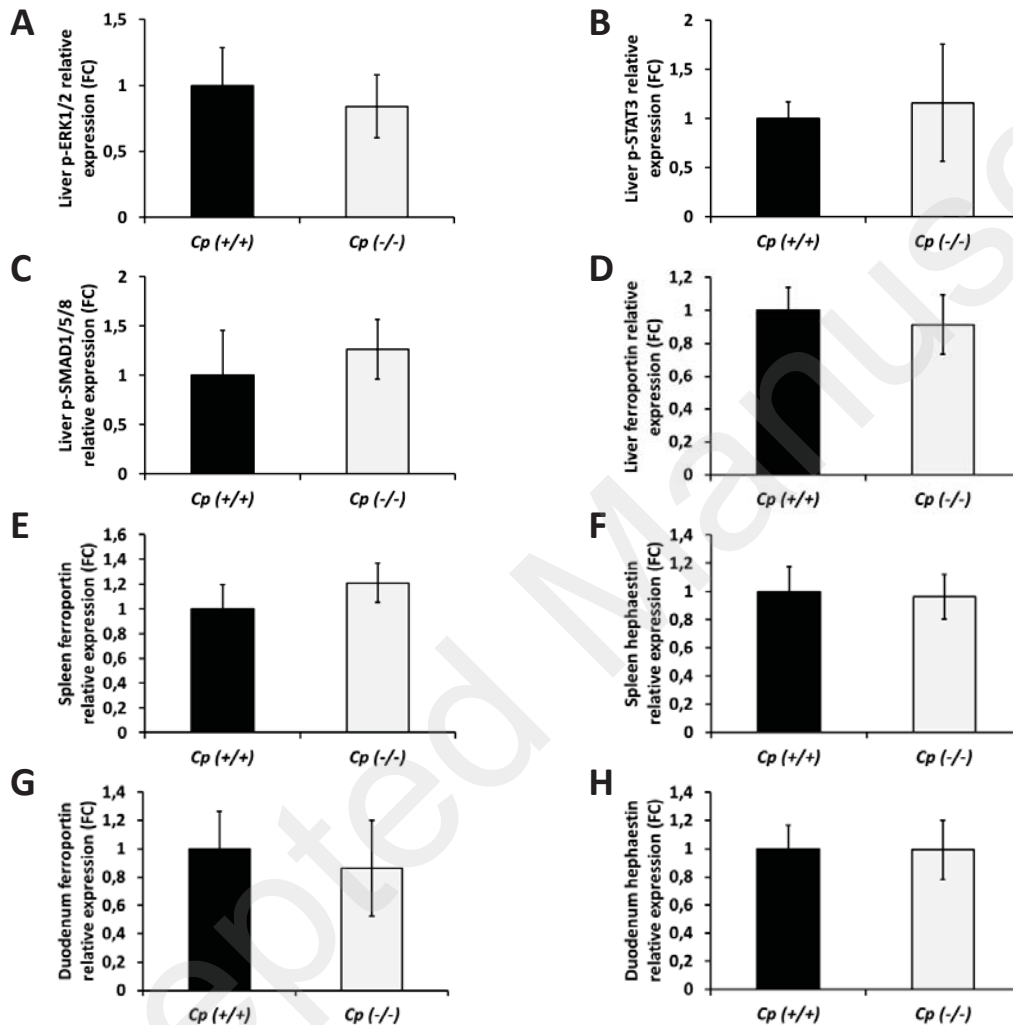 A
Liver p-ERK1/2 relative
expression (FC)
1,5
1
0,5
0
Cp (+/+)
Cp (-/-)
B
Liver p-STAT3 relative
expression (FC)
2
1,5
1
0,5
0
Cp (+/+)
Cp (-/-)
C
Liver p-SMAD1/5/8
relative expression (FC)
2
1,5
1
0,5
0
Cp (+/+)
Cp (-/-)
D
Liver ferroportin relative
expression (FC)
1,2
1
0,8
0,6
0,4
0,2
0
Cp (+/+)
Cp (-/-)
E
Spleen ferroportin
relative expression (FC)
1,6
1,4
1,2
1
0,8
0,6
0,4
0,2
0
Cp (+/+)
Cp (-/-)
F
Spleen hephaestin
relative expression (FC)
1,4
1,2
1
0,8
0,6
0,4
0,2
0
Cp (+/+)
Cp (-/-)
G
Duodenum ferroportin
relative expression (FC)
1,4
1,2
1
0,8
0,6
0,4
0,2
0
Cp (+/+)
Cp (-/-)
H
Duodenum hephaestin
relative expression (FC)
1,4
1,2
1
0,8
0,6
0,4
0,2
0
Cp (+/+)
Cp (-/-)
epted Manusc